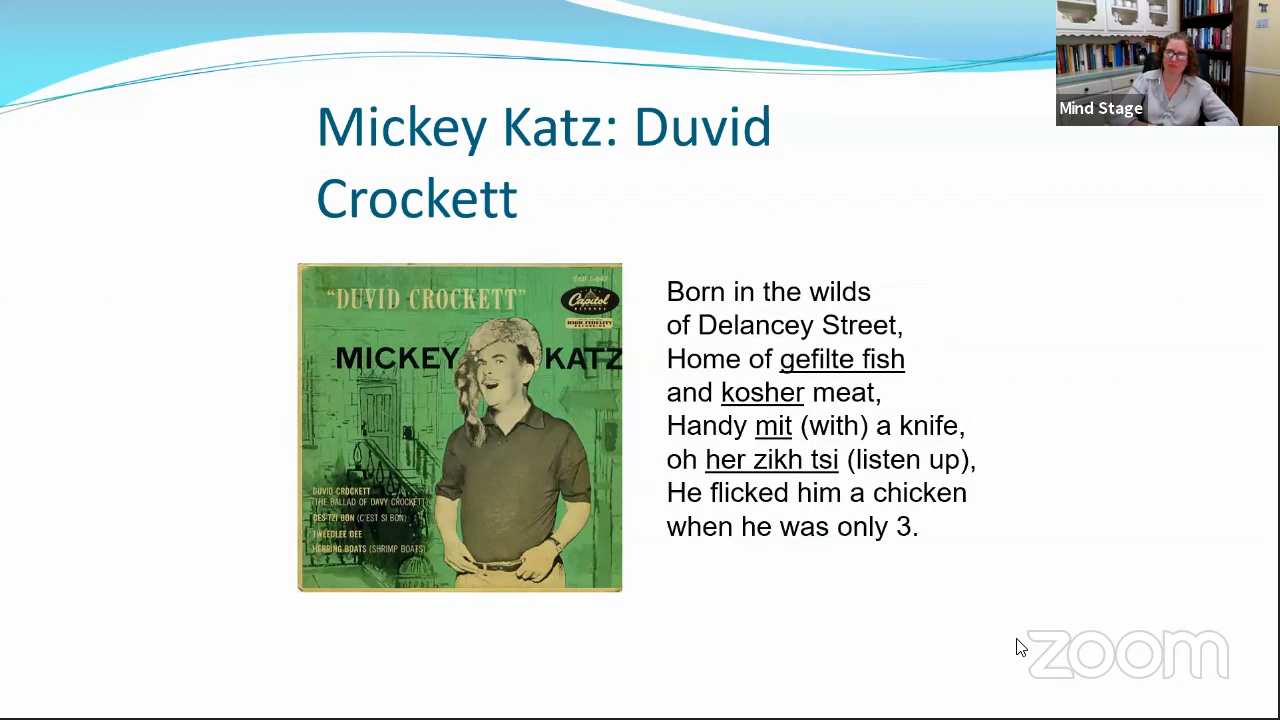 Mind Stage
Mickey Katz: Duvid
Crockett
"DUVID CROCKETT"
Capitol
RECORDS
HIGH FIDELITY
RECORDING
MICKEY KATZ
DUVID CROCKETT
(THE BALLAD OF DAVY CROCKETT)
(C'EST SI BON)
TWEEDLEE DEE
HERRING BOATS (SHRIMP BOATS)
Born in the wilds
of Delancey Street,
Home of gefilte fish
and kosher meat,
Handy mit (with) a knife,
oh her zikh tsi (listen up),
He flicked him a chicken
when he was only 3.
zoom